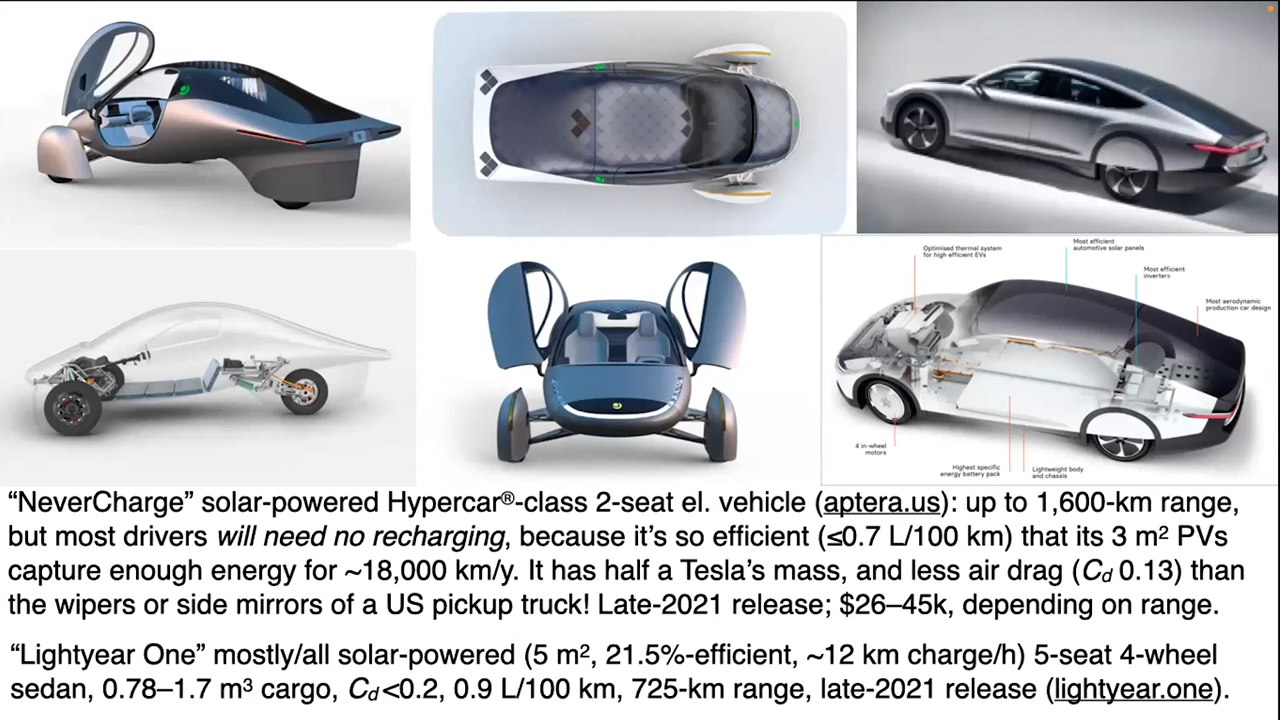 Optimised thermal system
for high efficient EVs
Most efficient
automotive solar panels
Most efficient
inverters
Most aerodynamic
production car design
4 in-wheel
motors
Highest specific
energy battery pack
Lightweight body
and chassis
“NeverCharge” solar-powered Hypercar®-class 2-seat el. vehicle (aptera.us): up to 1,600-km range,
but most drivers will need no recharging, because it’s so efficient (≤0.7 L/100 km) that its 3 m² PVs
capture enough energy for ~18,000 km/y. It has half a Tesla’s mass, and less air drag (Cd 0.13) than
the wipers or side mirrors of a US pickup truck! Late-2021 release; $26–45k, depending on range.
“Lightyear One” mostly/all solar-powered (5 m², 21.5%-efficient, ~12 km charge/h) 5-seat 4-wheel
sedan, 0.78–1.7 m³ cargo, Cd<0.2, 0.9 L/100 km, 725-km range, late-2021 release (lightyear.one).